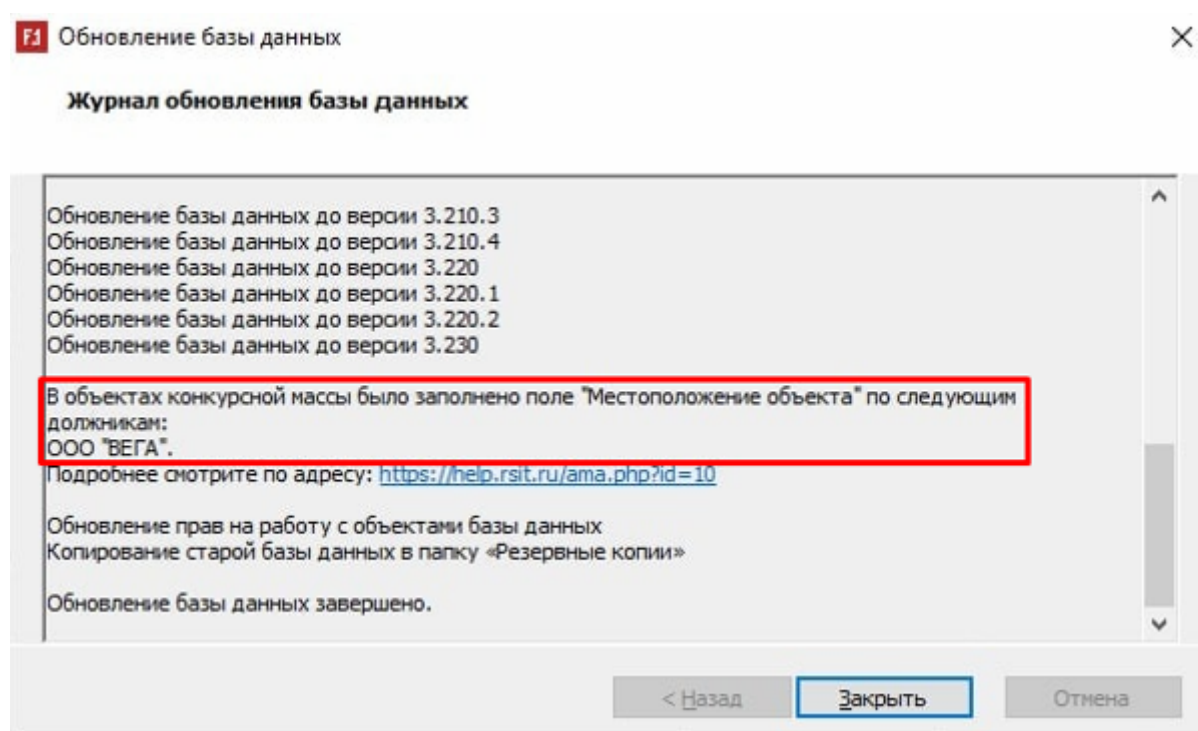 Обновление базы данных
Журнал обновления базы данных
Обновление базы данных до версии 3.210.3
Обновление базы данных до версии 3.210.4
Обновление базы данных до версии 3.220
Обновление базы данных до версии 3.220.1
Обновление базы данных до версии 3.220.2
Обновление базы данных до версии 3.230
В объектах конкурсной массы было заполнено поле "Местоположение объекта" по следующим
должникам:
ООО "ВЕГА".
Подробнее смотрите по адресу: https://help.rsit.ru/ama.php?id=10
Обновление прав на работу с объектами базы данных
Копирование старой базы данных в папку «Резервные копии»
Обновление базы данных завершено.
< Назад Закрыть Отмена